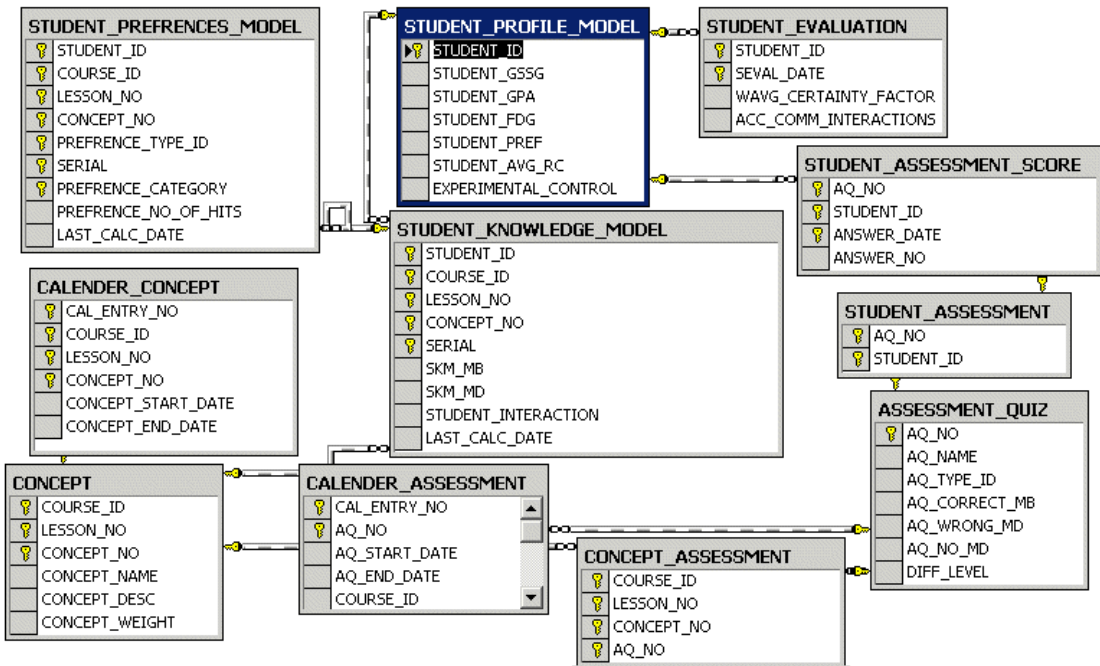 STUDENT_PREFRENCES_MODEL
STUDENT_ID
COURSE_ID
LESSON_NO
CONCEPT_NO
PREFRENCE_TYPE_ID
SERIAL
PREFRENCE_CATEGORY
PREFRENCE_NO_OF_HITS
LAST_CALC_DATE
STUDENT_PROFILE_MODEL
STUDENT_ID
STUDENT_GSSG
STUDENT_GPA
STUDENT_FDG
STUDENT_PREF
STUDENT_AVG_RC
EXPERIMENTAL_CONTROL
STUDENT_EVALUATION
STUDENT_ID
SEVAL_DATE
WAVG_CERTAINTY_FACTOR
ACC_COMM_INTERACTIONS
STUDENT_ASSESSMENT_SCORE
AQ_NO
STUDENT_ID
ANSWER_DATE
ANSWER_NO
STUDENT_KNOWLEDGE_MODEL
STUDENT_ID
COURSE_ID
LESSON_NO
CONCEPT_NO
SERIAL
SKM_MB
SKM_MD
STUDENT_INTERACTION
LAST_CALC_DATE
CALENDER_CONCEPT
CAL_ENTRY_NO
COURSE_ID
LESSON_NO
CONCEPT_NO
CONCEPT_START_DATE
CONCEPT_END_DATE
STUDENT_ASSESSMENT
AQ_NO
STUDENT_ID
ASSESSMENT_QUIZ
AQ_NO
AQ_NAME
AQ_TYPE_ID
AQ_CORRECT_MB
AQ_WRONG_MD
AQ_NO_MD
DIFF_LEVEL
CONCEPT
COURSE_ID
LESSON_NO
CONCEPT_NO
CONCEPT_NAME
CONCEPT_DESC
CONCEPT_WEIGHT
CALENDER_ASSESSMENT
CAL_ENTRY_NO
AQ_NO
AQ_START_DATE
AQ_END_DATE
COURSE_ID
CONCEPT_ASSESSMENT
COURSE_ID
LESSON_NO
CONCEPT_NO
AQ_NO